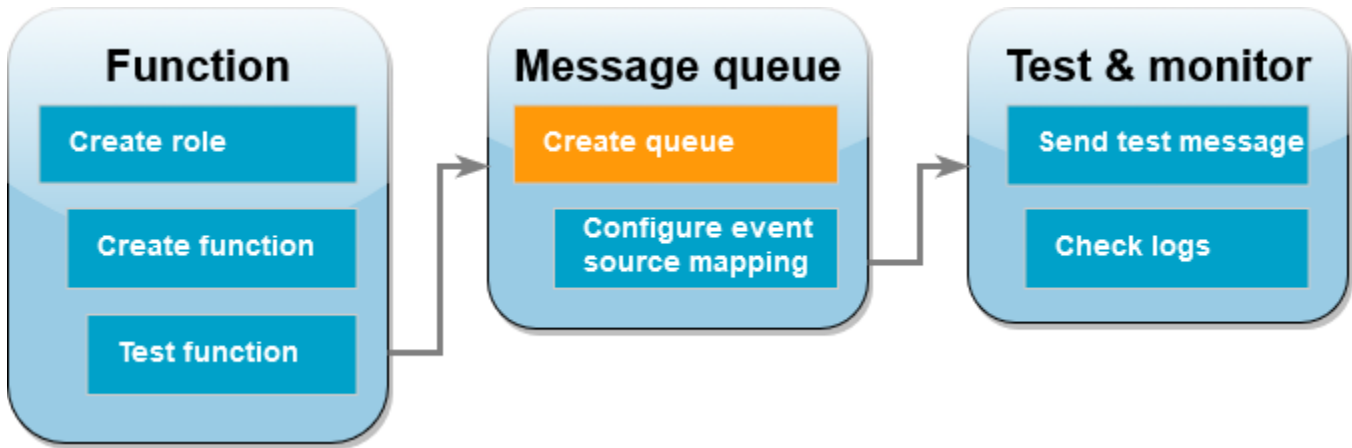 Function
Create role
Create function
Test function
Message queue
Create queue
Configure event
source mapping
Test & monitor
Send test message
Check logs